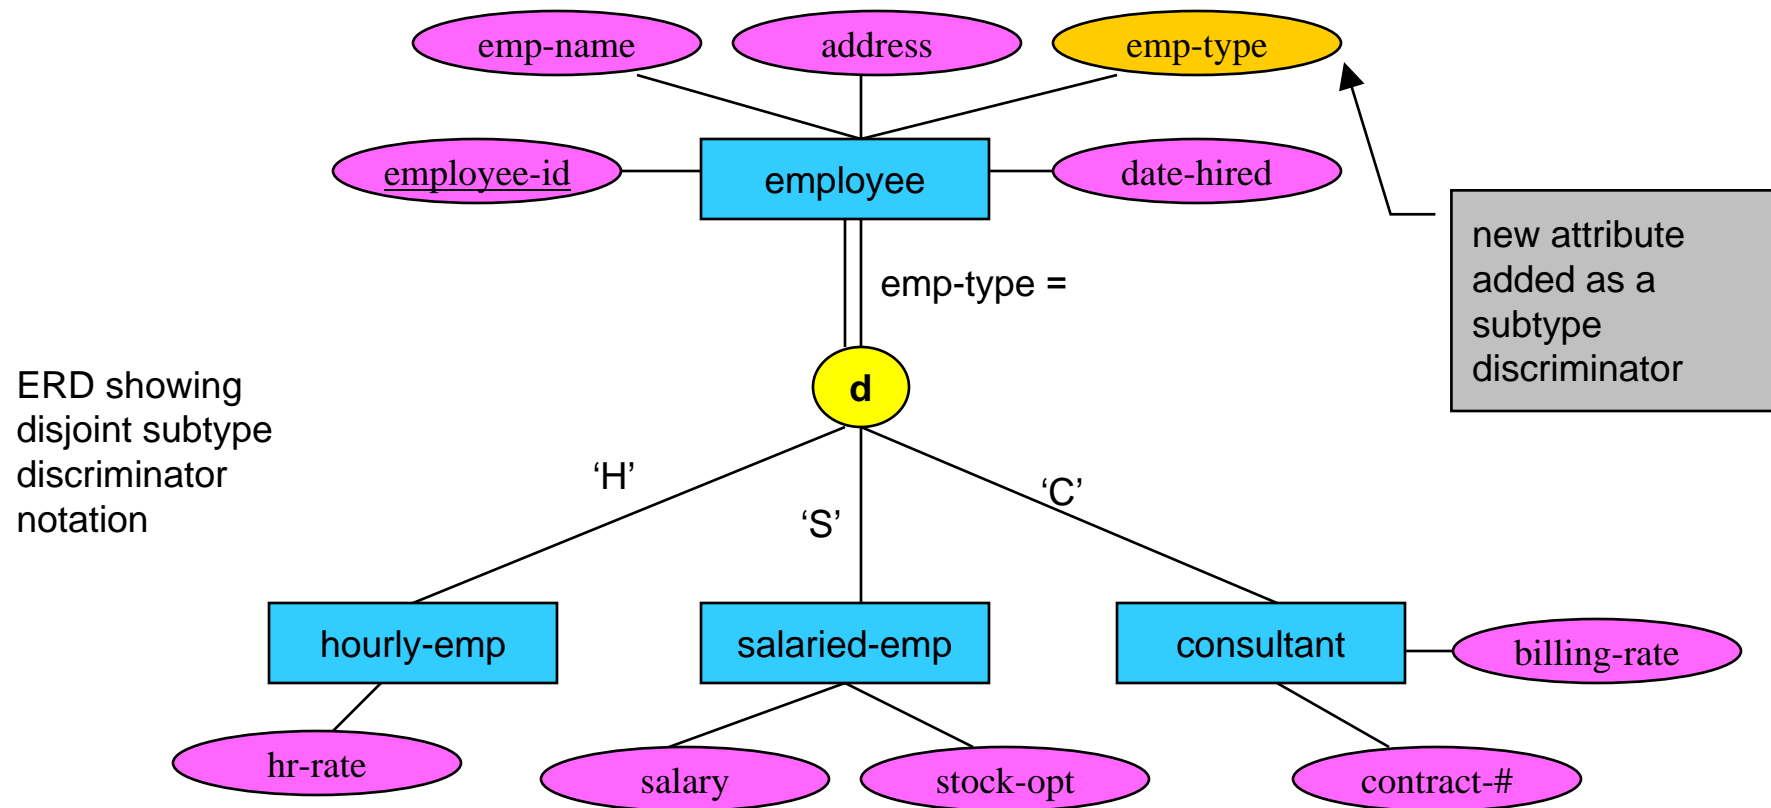 emp-name
address
emp-type
employee-id
employee
date-hired
new attribute
added as a
subtype
discriminator
emp-type =
ERD showing
disjoint subtype
discriminator
notation
d
‘H’
‘S’
‘C’
hourly-emp
salaried-emp
consultant
billing-rate
hr-rate
salary
stock-opt
contract-#